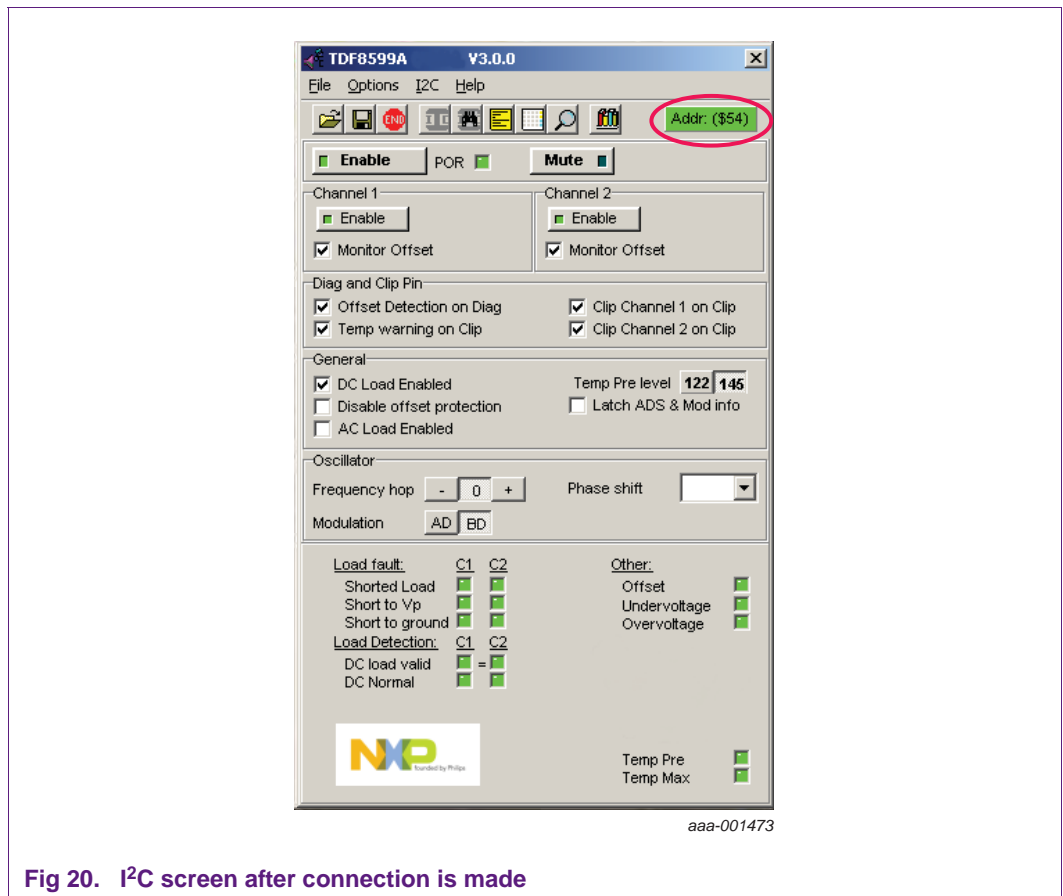 TDF8599A V3.0.0
File Options I2C Help
END
Addr: ($54)
Enable POR Mute
Channel 1
Enable
Monitor Offset
Channel 2
Enable
Monitor Offset
Diag and Clip Pin
Offset Detection on Diag
Temp warning on Clip
Clip Channel 1 on Clip
Clip Channel 2 on Clip
General
DC Load Enabled
Disable offset protection
AC Load Enabled
Temp Pre level 122 145
Latch ADS & Mod info
Oscillator
Frequency hop - 0 +
Phase shift
Modulation AD BD
Load fault: C1 C2
Shorted Load
Short to Vp
Short to ground
Load Detection: C1 C2
DC load valid =
DC Normal
Other:
Offset
Undervoltage
Overvoltage
NXP
founded by Philips
Temp Pre
Temp Max
aaa-001473
Fig 20. I²C screen after connection is made